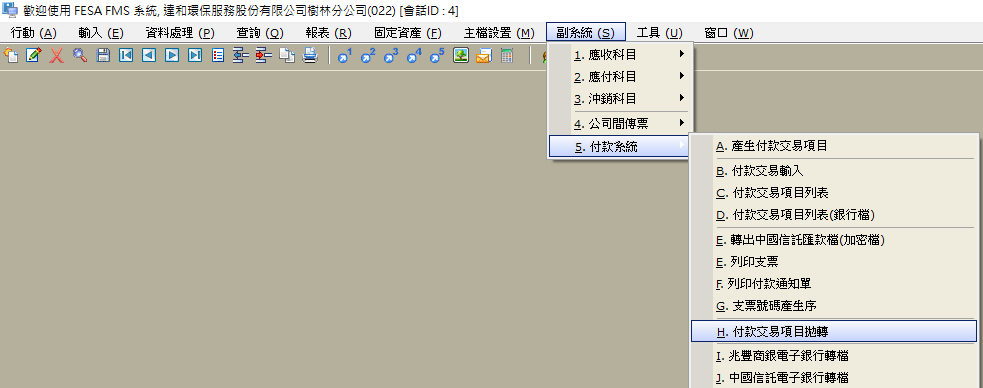 歡迎使用 FESA FMS 系統, 達和環保服務股份有限公司樹林分公司(022) [會話ID : 4]
行動 (A) 輸入 (E) 資料處理 (P) 查詢 (Q) 報表 (R) 固定資產 (F) 主檔設置 (M) 副系統 (S) 工具 (U) 窗口 (W)
1 2 3 4 5
1. 應收科目
2. 應付科目
3. 沖銷科目
4. 公司間傳票
5. 付款系統
A. 產生付款交易項目
B. 付款交易輸入
C. 付款交易項目列表
D. 付款交易項目列表(銀行檔)
E. 轉出中國信託匯款檔(加密檔)
E. 列印支票
F. 列印付款通知單
G. 支票號碼產生序
H. 付款交易項目拋轉
I. 兆豐商銀電子銀行轉檔
J. 中國信託電子銀行轉檔